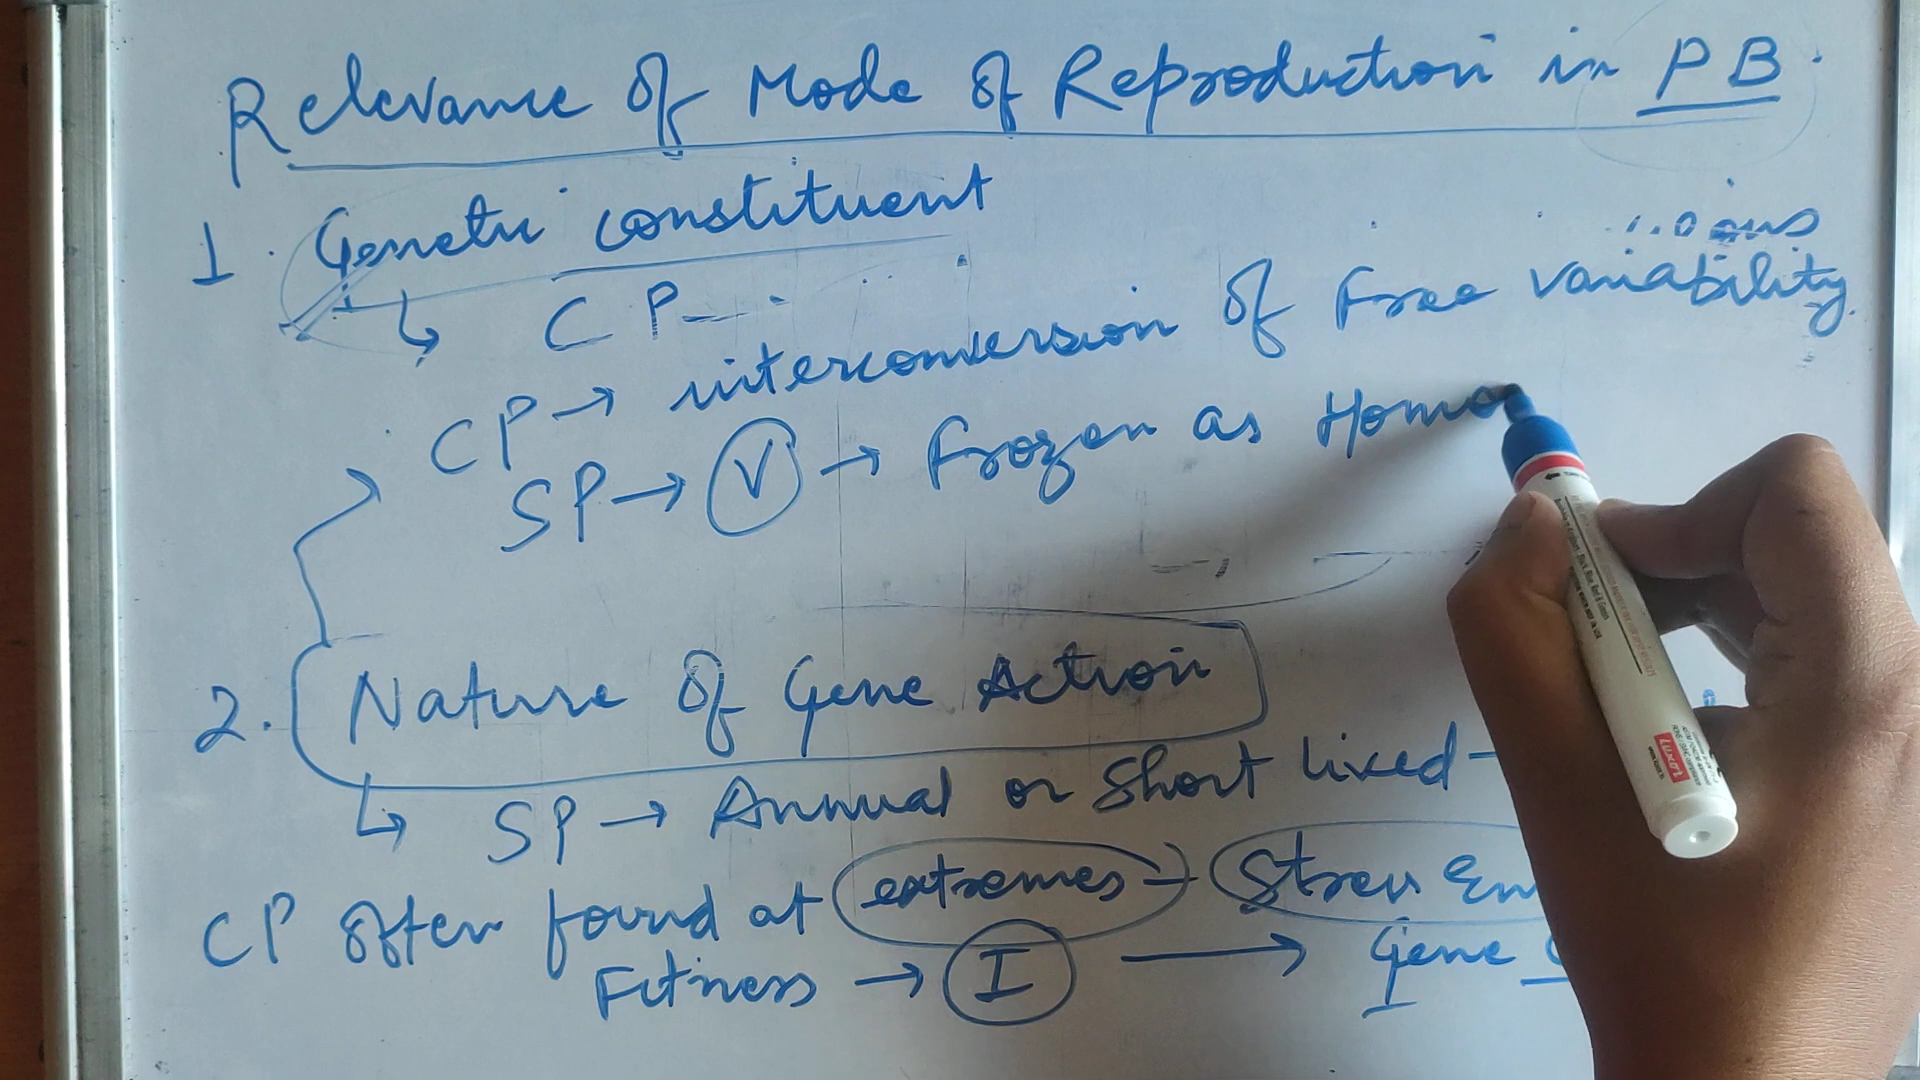 Relevance of Mode of Reproduction in PB.
1. Genetic constituent
CP
CP → interconversion of Free variability
SP → V → Frozen as Homo
2. Nature of Gene Action
SP → Annual or Short lived -
CP often found at extremes → Stress En
Fitness → I → Gene
LUXOR